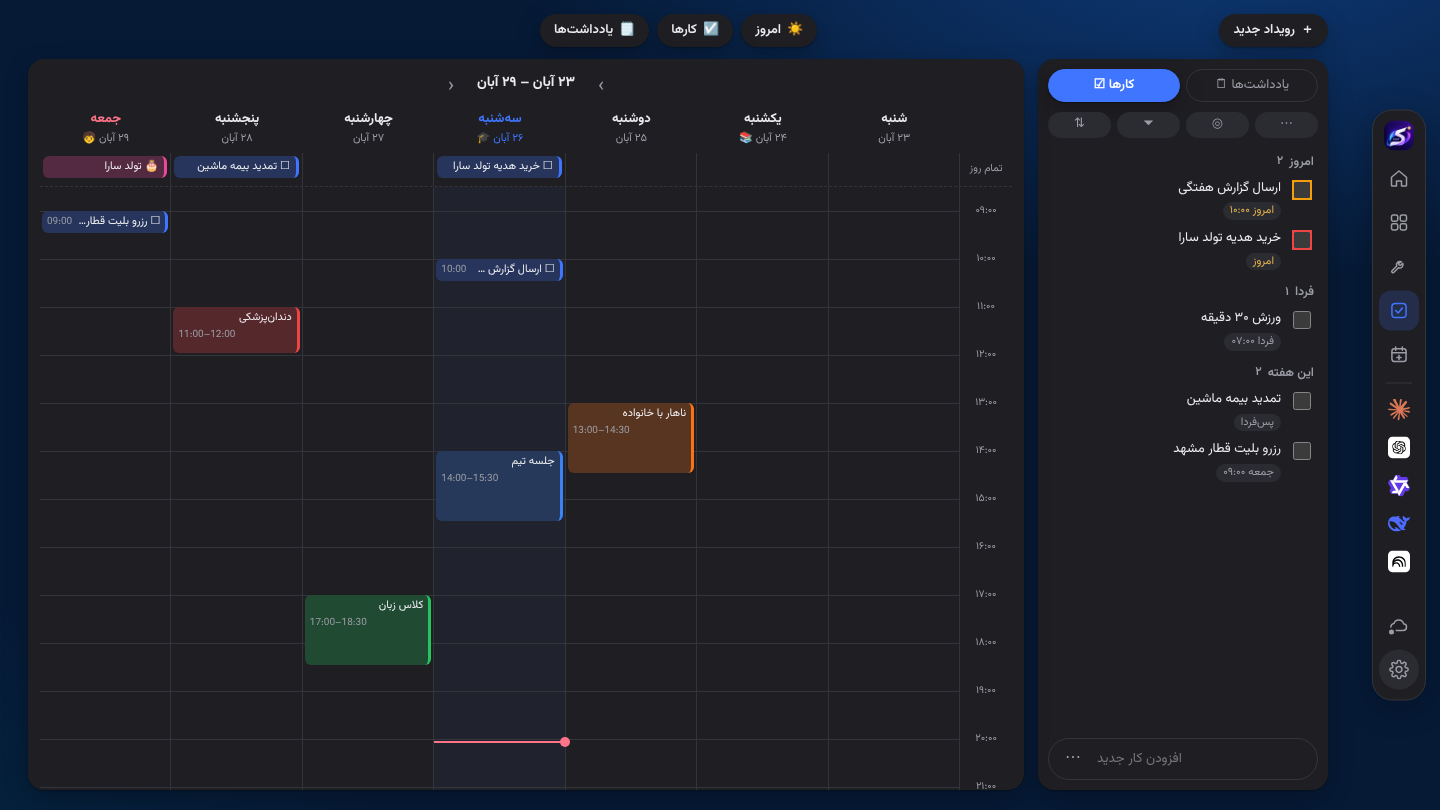 + رویداد جدید
☀️ امروز
☑️ کارها
🗒️ یادداشت‌ها
یادداشت‌ها
کارها ☑
امروز ۲
ارسال گزارش هفتگی
امروز ۱۰:۰۰
خرید هدیه تولد سارا
امروز
فردا ۱
ورزش ۳۰ دقیقه
فردا ۰۷:۰۰
این هفته ۲
تمدید بیمه ماشین
پس‌فردا
رزرو بلیت قطار مشهد
جمعه ۰۹:۰۰
افزودن کار جدید
۲۳ آبان – ۲۹ آبان
شنبه
۲۳ آبان
یکشنبه
۲۴ آبان 📚
دوشنبه
۲۵ آبان
سه‌شنبه
۲۶ آبان 🎓
چهارشنبه
۲۷ آبان
پنجشنبه
۲۸ آبان
جمعه
۲۹ آبان 🧒
تمام روز
☐ خرید هدیه تولد سارا
☐ تمدید بیمه ماشین
🎂 تولد سارا
۰۹:۰۰
☐ رزرو بلیت قطار... 09:00
۱۰:۰۰
☐ ارسال گزارش ... 10:00
۱۱:۰۰
دندان‌پزشکی
11:00–12:00
۱۲:۰۰
۱۳:۰۰
ناهار با خانواده
13:00–14:30
۱۴:۰۰
جلسه تیم
14:00–15:30
۱۵:۰۰
۱۶:۰۰
۱۷:۰۰
کلاس زبان
17:00–18:30
۱۸:۰۰
۱۹:۰۰
۲۰:۰۰
۲۱:۰۰